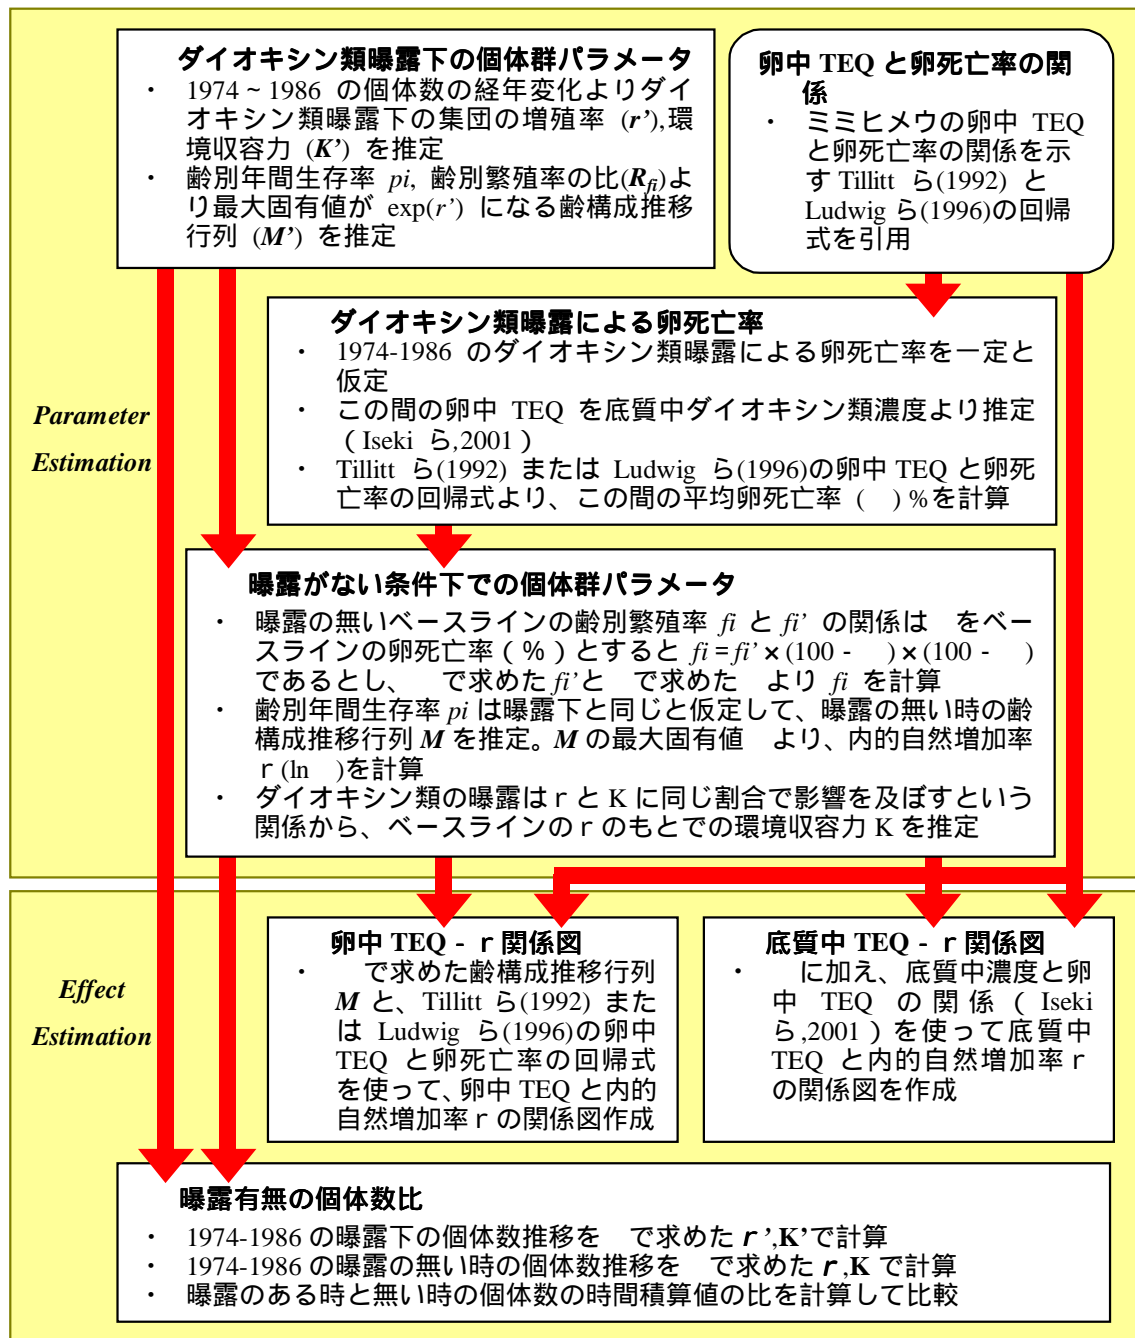 ダイオキシン類曝露下の個体群パラメータ
・ 1974～1986 の個体数の経年変化よりダイ
オキシン類曝露下の集団の増殖率 (r’),環
境収容力 (K’) を推定
・ 齢別年間生存率 pi, 齢別繁殖率の比(Rfi)よ
り最大固有値が exp(r’) になる齢構成推移
行列 (M’) を推定
卵中 TEQ と卵死亡率の関
係
・ ミミヒメウの卵中 TEQ
と卵死亡率の関係を示
す Tillitt ら(1992) と
Ludwig ら(1996)の回帰
式を引用
ダイオキシン類曝露による卵死亡率
・ 1974-1986 のダイオキシン類曝露による卵死亡率を一定と
仮定
・ この間の卵中 TEQ を底質中ダイオキシン類濃度より推定
（Iseki ら,2001）
・ Tillitt ら(1992) または Ludwig ら(1996)の卵中 TEQ と卵死
亡率の回帰式より、この間の平均卵死亡率 (　)％を計算
Parameter
Estimation
曝露がない条件下での個体群パラメータ
・ 曝露の無いベースラインの齢別繁殖率 fi と fi’ の関係は　をベー
スラインの卵死亡率（％）とすると fi = fi’×(100 -　)×(100 -　)
であるとし、　で求めた fi’と　で求めた　より fi を計算
・ 齢別年間生存率 pi は曝露下と同じと仮定して、曝露の無い時の齢
構成推移行列 M を推定。M の最大固有値　より、内的自然増加率
ｒ(ln　)を計算
・ ダイオキシン類の曝露はｒと K に同じ割合で影響を及ぼすという
関係から、ベースラインのｒのもとでの環境収容力 K を推定
卵中 TEQ - ｒ関係図
・　で求めた齢構成推移行列
M と、Tillitt ら(1992) また
は Ludwig ら(1996)の卵中
TEQ と卵死亡率の回帰式
を使って、卵中 TEQ と内的
自然増加率ｒの関係図作成
底質中 TEQ - ｒ関係図
・　に加え、底質中濃度と卵
中 TEQ の関係（Iseki
ら,2001）を使って底質中
TEQ と内的自然増加率ｒ
の関係図を作成
Effect
Estimation
曝露有無の個体数比
・ 1974-1986 の曝露下の個体数推移を　で求めた ｒ’,K’で計算
・ 1974-1986 の曝露の無い時の個体数推移を　で求めた ｒ,K で計算
・ 曝露のある時と無い時の個体数の時間積算値の比を計算して比較